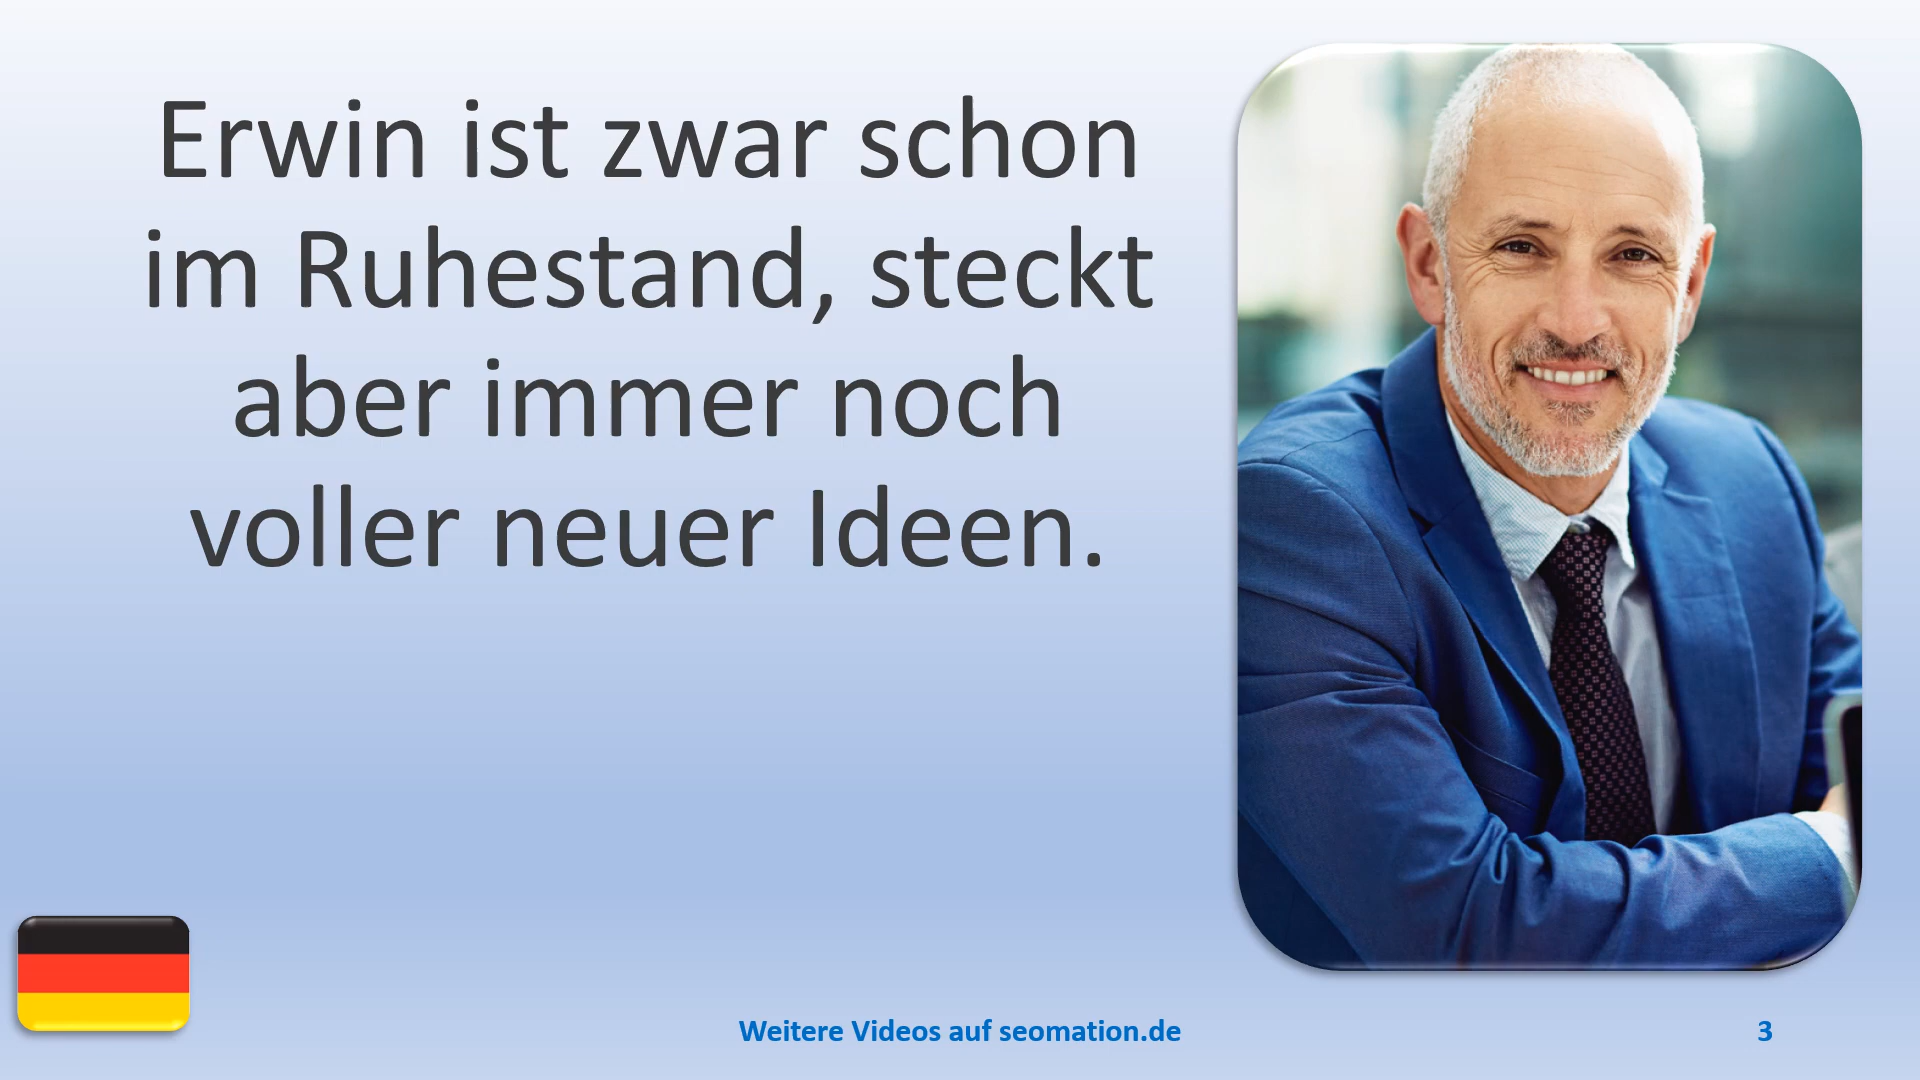 Erwin ist zwar schon
im Ruhestand, steckt
aber immer noch
voller neuer Ideen.
Weitere Videos auf seomation.de
3